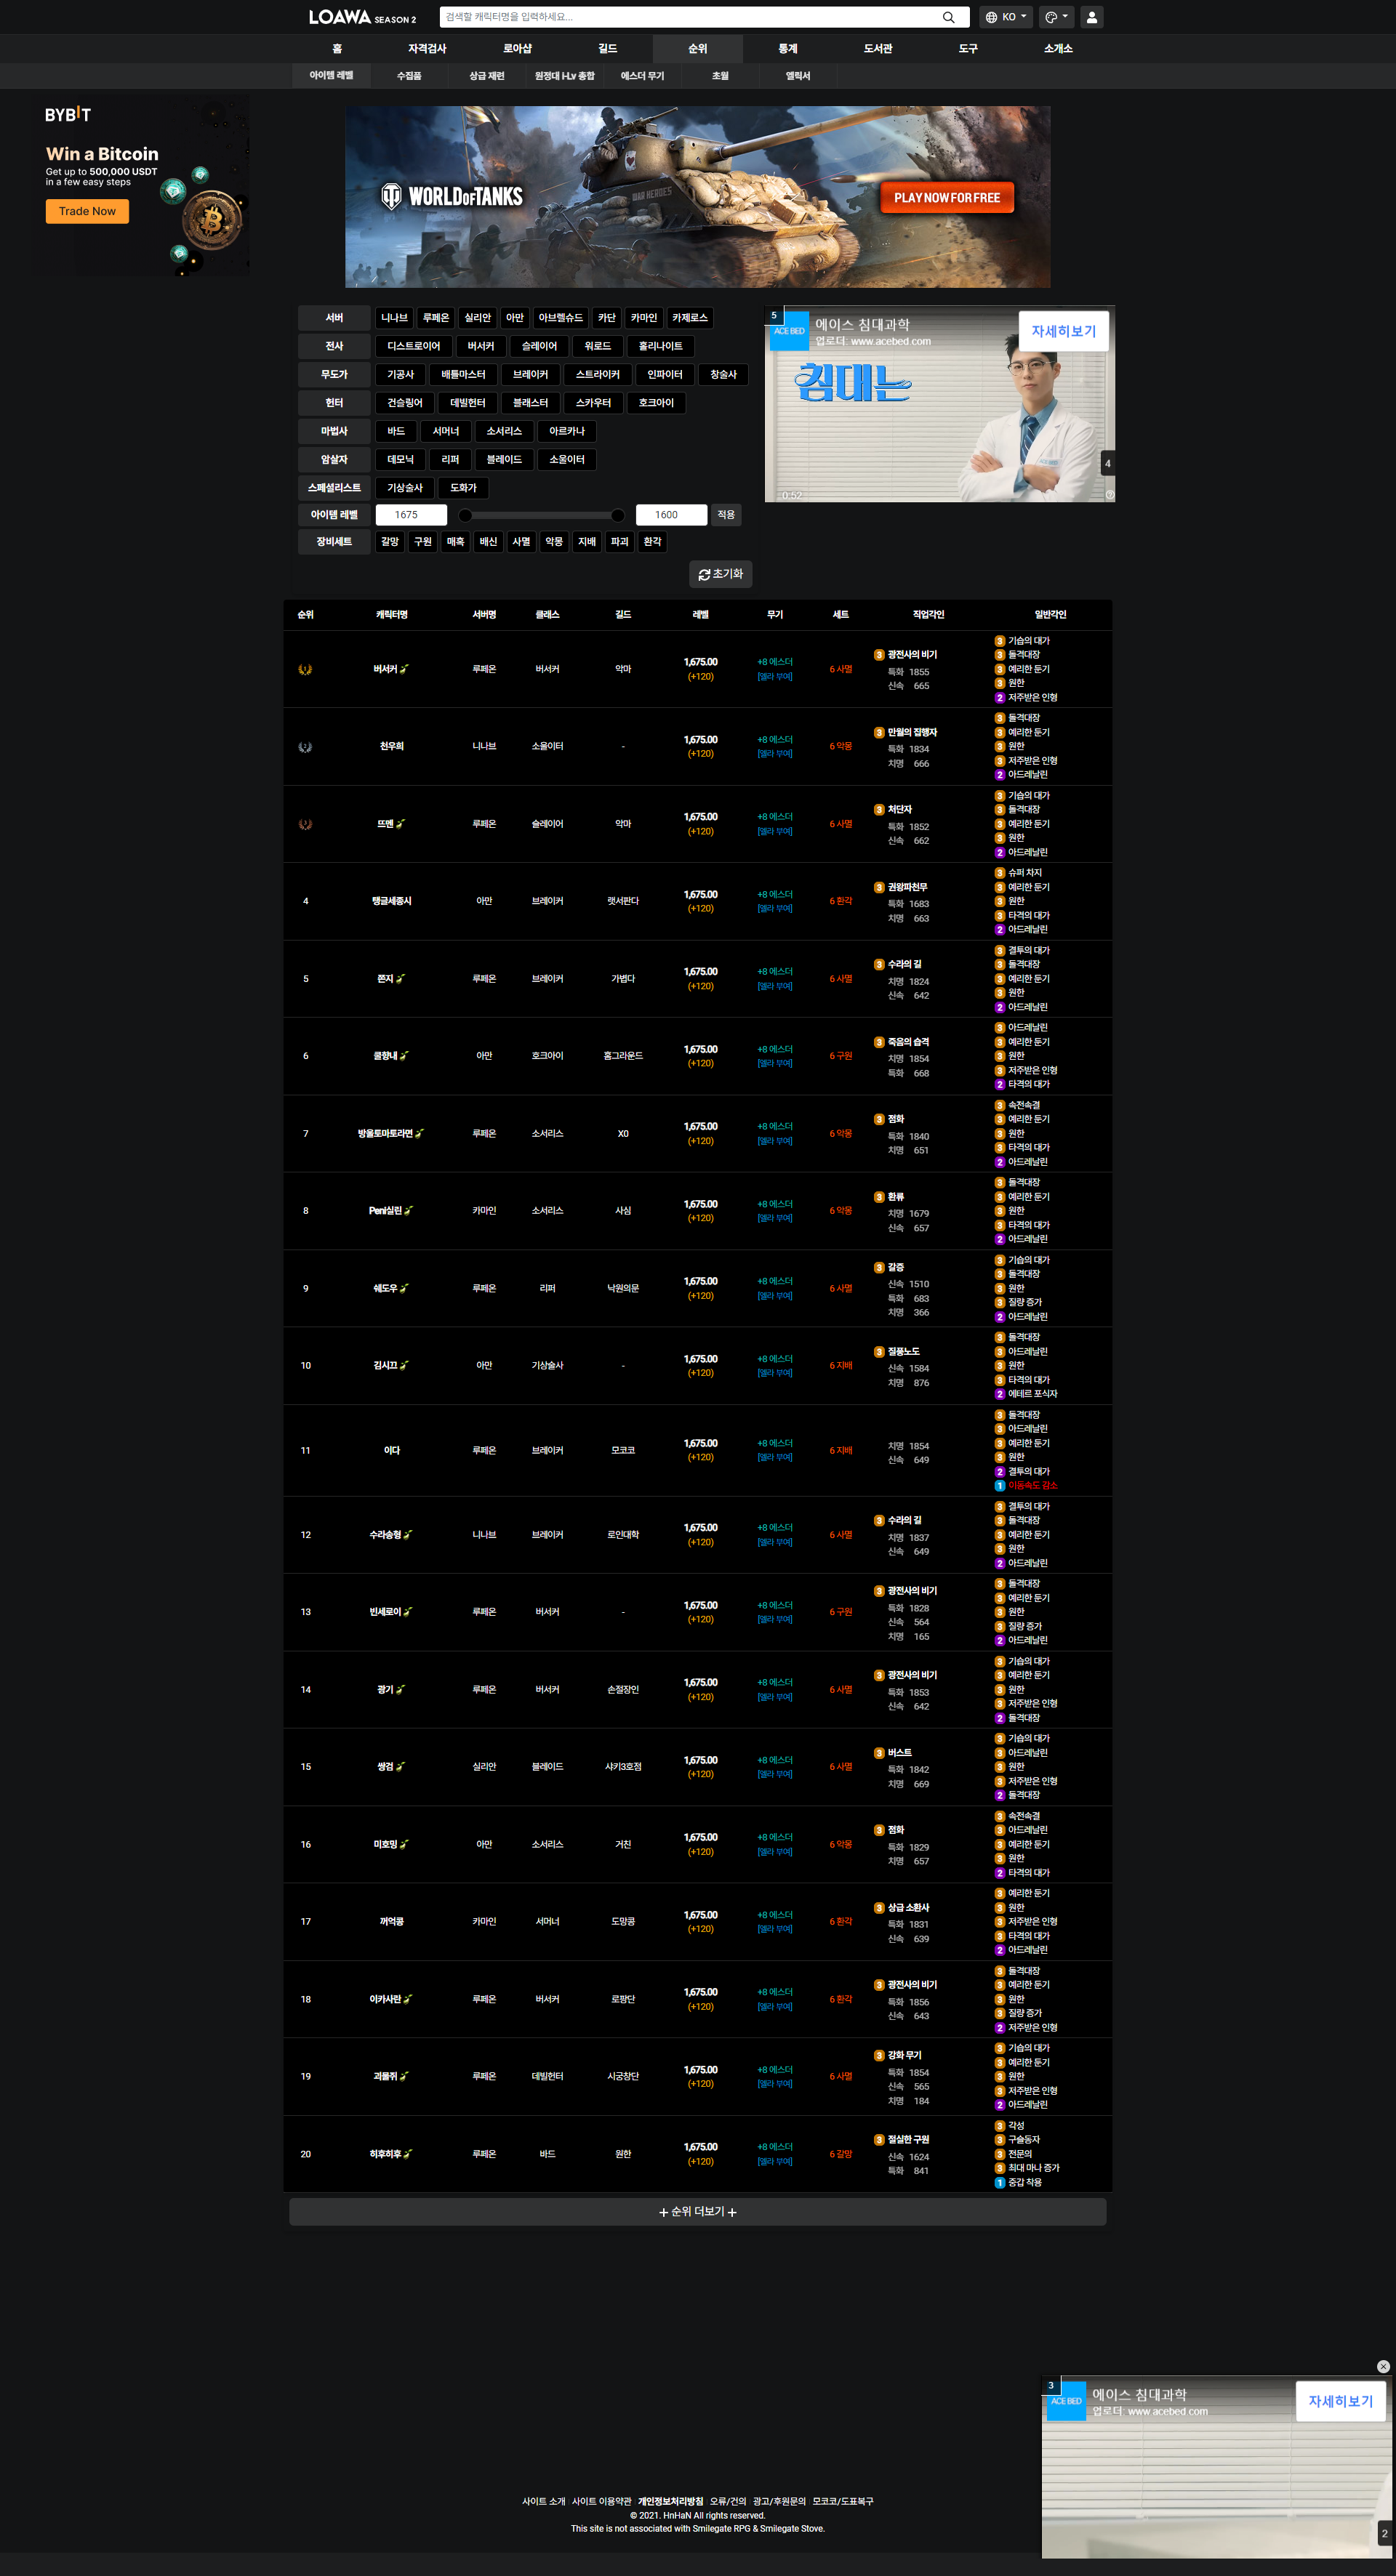 LOAWA SEASON 2
검색할 캐릭터명을 입력하세요...
KO
홈 자격검사 로아샵 길드 순위 통계 도서관 도구 소개소
아이템 레벨 수집품 상급 재련 원정대 I-Lv 총합 에스더 무기 초월 엘릭서
BYBIT
Win a Bitcoin
Get up to 500,000 USDT
in a few easy steps
Trade Now
WORLD OF TANKS
WAR HEROES
PLAY NOW FOR FREE
서버 니나브 루페온 실리안 아만 아브렐슈드 카단 카마인 카제로스
전사 디스트로이어 버서커 슬레이어 워로드 홀리나이트
무도가 기공사 배틀마스터 브레이커 스트라이커 인파이터 창술사
헌터 건슬링어 데빌헌터 블래스터 스카우터 호크아이
마법사 바드 서머너 소서리스 아르카나
암살자 데모닉 리퍼 블레이드 소울이터
스페셜리스트 기상술사 도화가
아이템 레벨 1675 1600 적용
장비세트 갈망 구원 매혹 배신 사멸 악몽 지배 파괴 환각
초기화
5
ACE BED
에이스 침대과학
업로더: www.acebed.com
자세히보기
침대는
4
0:52
순위 캐릭터명 서버명 클래스 길드 레벨 무기 세트 직업각인 일반각인
1 버서커 루페온 버서커 악마 1,675.00 (+120) +8 에스더 [엘라 부여] 6 사멸 3 광전사의 비기 특화 1855 신속 665 3 기습의 대가 3 돌격대장 3 예리한 둔기 3 원한 2 저주받은 인형
2 천우희 니나브 소울이터 - 1,675.00 (+120) +8 에스더 [엘라 부여] 6 악몽 3 만월의 집행자 특화 1834 치명 666 3 돌격대장 3 예리한 둔기 3 원한 3 저주받은 인형 2 아드레날린
3 뜨멘 루페온 슬레이어 악마 1,675.00 (+120) +8 에스더 [엘라 부여] 6 사멸 3 처단자 특화 1852 신속 662 3 기습의 대가 3 돌격대장 3 예리한 둔기 3 원한 2 아드레날린
4 탱글세종시 아만 브레이커 랫서판다 1,675.00 (+120) +8 에스더 [엘라 부여] 6 환각 3 권왕파천무 특화 1683 치명 663 3 슈퍼 차지 3 예리한 둔기 3 원한 3 타격의 대가 2 아드레날린
5 쫀지 루페온 브레이커 가볍다 1,675.00 (+120) +8 에스더 [엘라 부여] 6 사멸 3 수라의 길 치명 1824 신속 642 3 결투의 대가 3 돌격대장 3 예리한 둔기 3 원한 2 아드레날린
6 쿨향내 아만 호크아이 홈그라운드 1,675.00 (+120) +8 에스더 [엘라 부여] 6 구원 3 죽음의 습격 치명 1854 특화 668 3 아드레날린 3 예리한 둔기 3 원한 3 저주받은 인형 2 타격의 대가
7 방울토마토라면 루페온 소서리스 X0 1,675.00 (+120) +8 에스더 [엘라 부여] 6 악몽 3 점화 특화 1840 치명 651 3 속전속결 3 예리한 둔기 3 원한 3 타격의 대가 2 아드레날린
8 Peni실린 카마인 소서리스 사심 1,675.00 (+120) +8 에스더 [엘라 부여] 6 악몽 3 환류 치명 1679 신속 657 3 돌격대장 3 예리한 둔기 3 원한 3 타격의 대가 2 아드레날린
9 쉐도우 루페온 리퍼 낙원의문 1,675.00 (+120) +8 에스더 [엘라 부여] 6 사멸 3 갈증 신속 1510 특화 683 치명 366 3 기습의 대가 3 돌격대장 3 원한 3 질량 증가 2 아드레날린
10 김시끄 아만 기상술사 - 1,675.00 (+120) +8 에스더 [엘라 부여] 6 지배 3 질풍노도 신속 1584 치명 876 3 돌격대장 3 아드레날린 3 원한 3 타격의 대가 2 에테르 포식자
11 이다 루페온 브레이커 모코코 1,675.00 (+120) +8 에스더 [엘라 부여] 6 지배 치명 1854 신속 649 3 돌격대장 3 아드레날린 3 예리한 둔기 3 원한 2 결투의 대가 1 이동속도 감소
12 수라송형 니나브 브레이커 로인대학 1,675.00 (+120) +8 에스더 [엘라 부여] 6 사멸 3 수라의 길 치명 1837 신속 649 3 결투의 대가 3 돌격대장 3 예리한 둔기 3 원한 2 아드레날린
13 빈세로이 루페온 버서커 - 1,675.00 (+120) +8 에스더 [엘라 부여] 6 구원 3 광전사의 비기 특화 1828 신속 564 치명 165 3 돌격대장 3 예리한 둔기 3 원한 3 질량 증가 2 아드레날린
14 광기 루페온 버서커 손절장인 1,675.00 (+120) +8 에스더 [엘라 부여] 6 사멸 3 광전사의 비기 특화 1853 신속 642 3 기습의 대가 3 예리한 둔기 3 원한 3 저주받은 인형 2 돌격대장
15 쌍검 실리안 블레이드 샤키3호점 1,675.00 (+120) +8 에스더 [엘라 부여] 6 사멸 3 버스트 특화 1842 치명 669 3 기습의 대가 3 아드레날린 3 원한 3 저주받은 인형 2 돌격대장
16 미호밍 아만 소서리스 거친 1,675.00 (+120) +8 에스더 [엘라 부여] 6 악몽 3 점화 특화 1829 치명 657 3 속전속결 3 아드레날린 3 예리한 둔기 3 원한 2 타격의 대가
17 꺼억콩 카마인 서머너 도망콩 1,675.00 (+120) +8 에스더 [엘라 부여] 6 환각 3 상급 소환사 특화 1831 신속 639 3 예리한 둔기 3 원한 3 저주받은 인형 3 타격의 대가 2 아드레날린
18 이카사란 루페온 버서커 로팡단 1,675.00 (+120) +8 에스더 [엘라 부여] 6 환각 3 광전사의 비기 특화 1856 신속 643 3 돌격대장 3 예리한 둔기 3 원한 3 질량 증가 2 저주받은 인형
19 괴물쥐 루페온 데빌헌터 시궁창단 1,675.00 (+120) +8 에스더 [엘라 부여] 6 사멸 3 강화 무기 특화 1854 신속 565 치명 184 3 기습의 대가 3 예리한 둔기 3 원한 3 저주받은 인형 2 아드레날린
20 히후히후 루페온 바드 원한 1,675.00 (+120) +8 에스더 [엘라 부여] 6 갈망 3 절실한 구원 신속 1624 특화 841 3 각성 3 구슬동자 3 전문의 3 최대 마나 증가 1 중갑 착용
+ 순위 더보기 +
3
ACE BED
에이스 침대과학
업로더: www.acebed.com
자세히보기
2
사이트 소개 사이트 이용약관 개인정보처리방침 오류/건의 광고/후원문의 모코코/도표복구
© 2021. HnHaN All rights reserved.
This site is not associated with Smilegate RPG & Smilegate Stove.